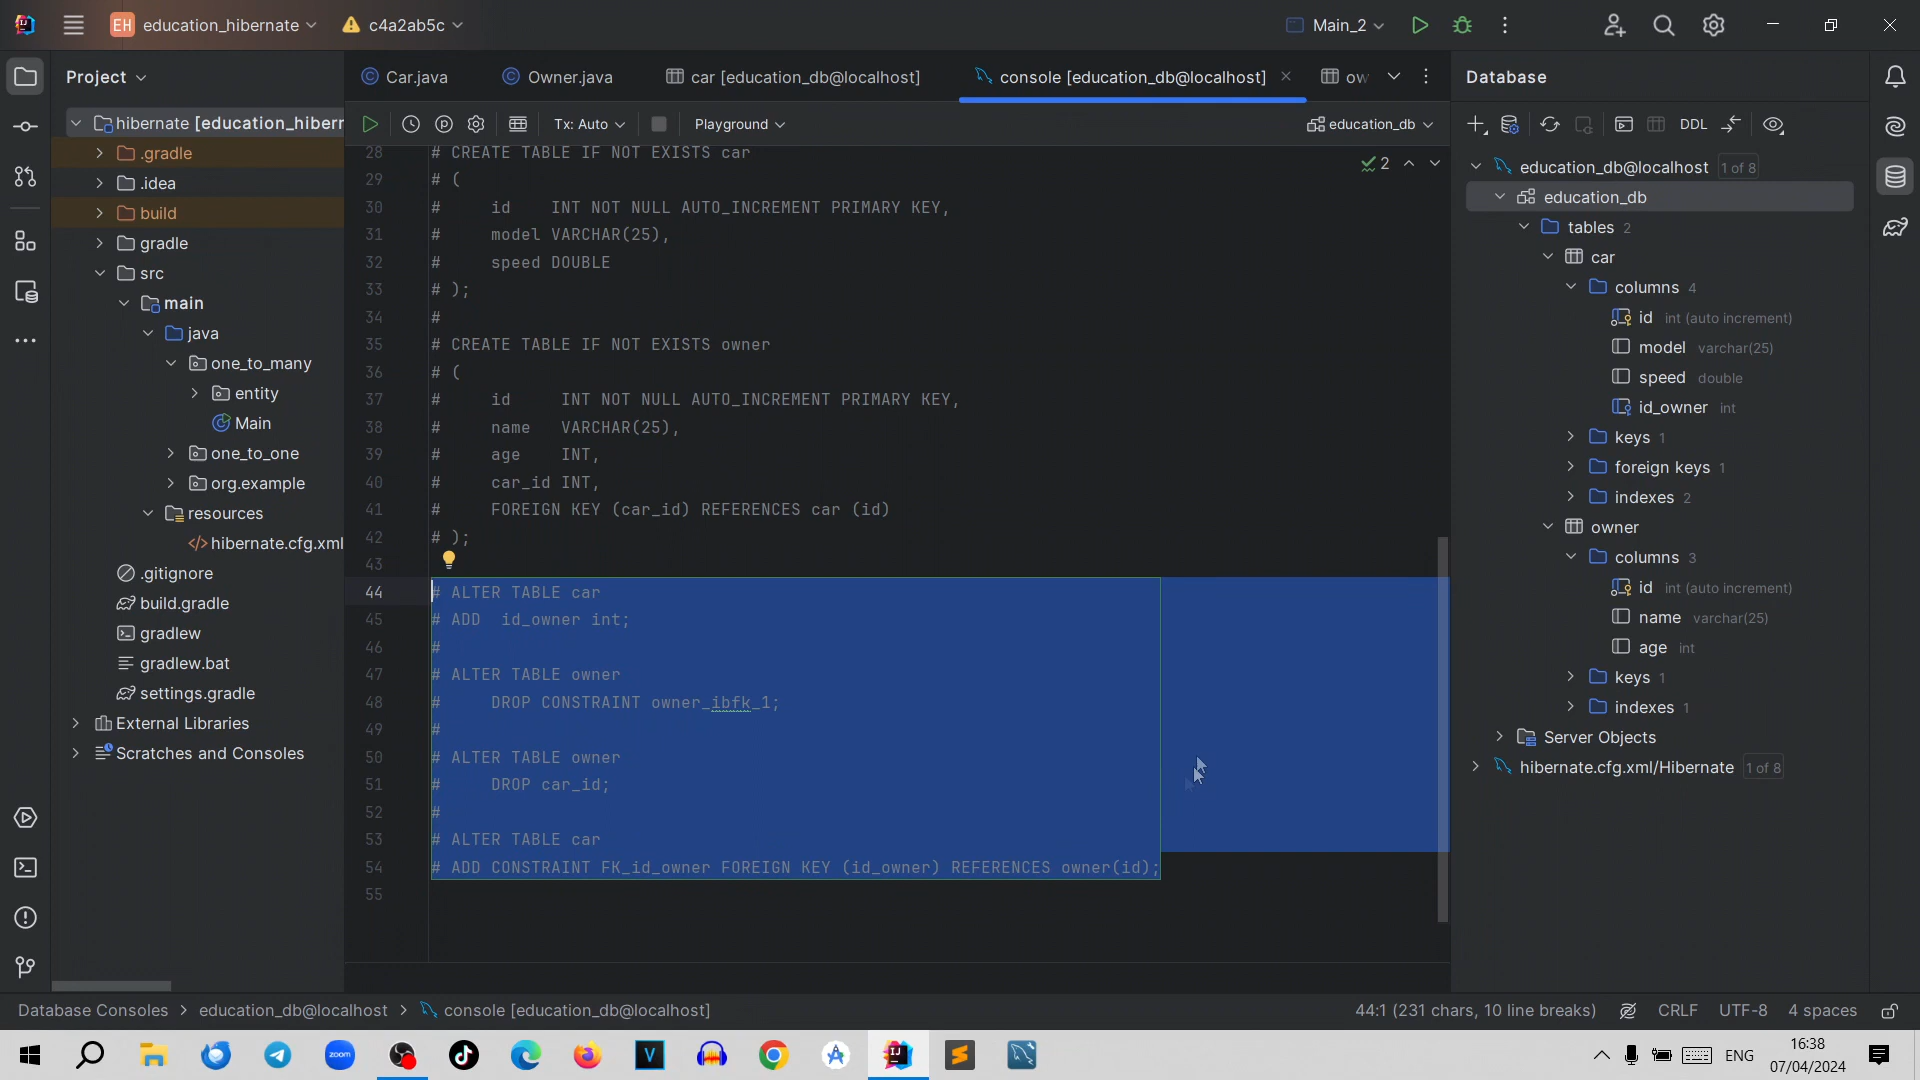 EH education_hibernate c4a2ab5c Main_2
Project
Car.java Owner.java car [education_db@localhost] console [education_db@localhost] ow
Database
Tx: Auto Playground education_db
DDL
hibernate [education_hibern
.gradle
.idea
build
gradle
src
main
java
one_to_many
entity
Main
one_to_one
org.example
resources
hibernate.cfg.xml
.gitignore
build.gradle
gradlew
gradlew.bat
settings.gradle
External Libraries
Scratches and Consoles
2
28 # CREATE TABLE IF NOT EXISTS car
29 # (
30 # id INT NOT NULL AUTO_INCREMENT PRIMARY KEY,
31 # model VARCHAR(25),
32 # speed DOUBLE
33 # );
34 #
35 # CREATE TABLE IF NOT EXISTS owner
36 # (
37 # id INT NOT NULL AUTO_INCREMENT PRIMARY KEY,
38 # name VARCHAR(25),
39 # age INT,
40 # car_id INT,
41 # FOREIGN KEY (car_id) REFERENCES car (id)
42 # );
43
44 # ALTER TABLE car
45 # ADD id_owner int;
46 #
47 # ALTER TABLE owner
48 # DROP CONSTRAINT owner_ibfk_1;
49 #
50 # ALTER TABLE owner
51 # DROP car_id;
52 #
53 # ALTER TABLE car
54 # ADD CONSTRAINT FK_id_owner FOREIGN KEY (id_owner) REFERENCES owner(id);
55
education_db@localhost 1 of 8
education_db
tables 2
car
columns 4
id int (auto increment)
model varchar(25)
speed double
id_owner int
keys 1
foreign keys 1
indexes 2
owner
columns 3
id int (auto increment)
name varchar(25)
age int
keys 1
indexes 1
Server Objects
hibernate.cfg.xml/Hibernate 1 of 8
Database Consoles > education_db@localhost > console [education_db@localhost]
44:1 (231 chars, 10 line breaks) CRLF UTF-8 4 spaces
zoom
V
IJ
ENG
16:38
07/04/2024